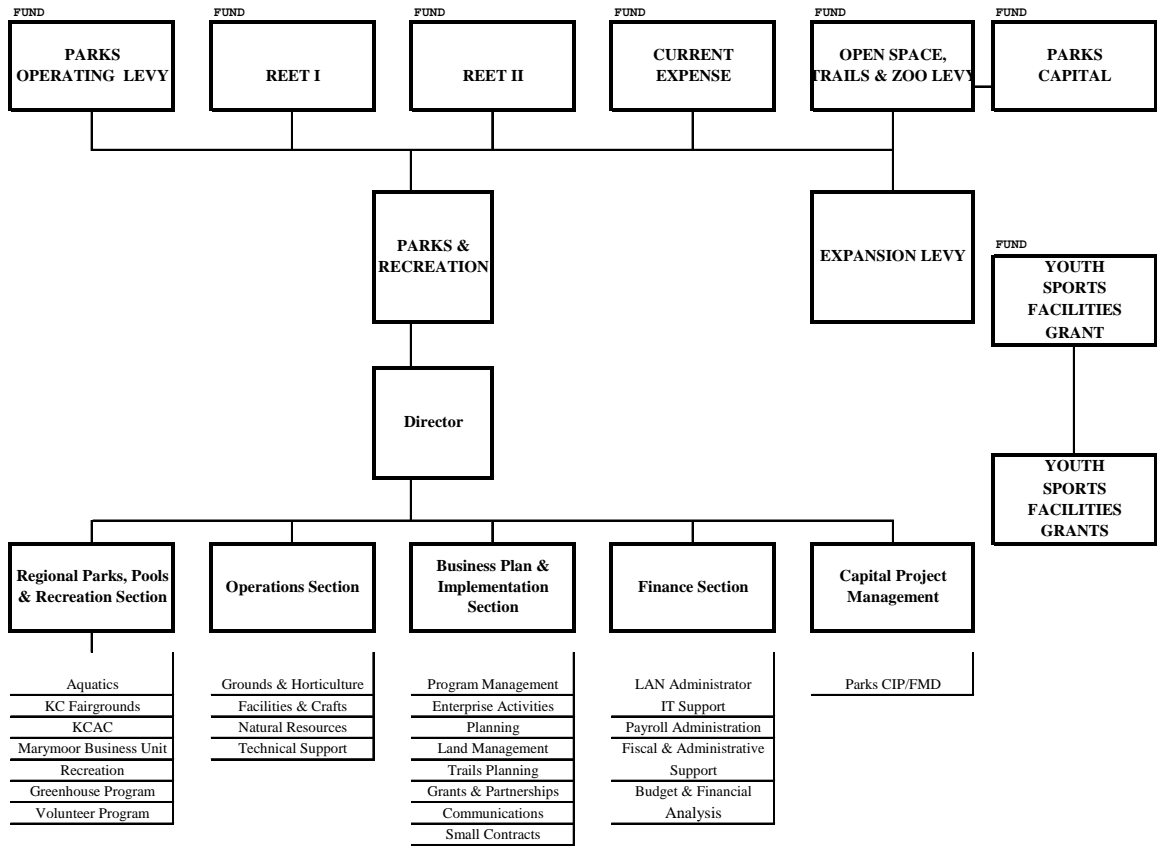 FUND
FUND
FUND
FUND
FUND
FUND
PARKS
OPERATING LEVY
REET I
REET II
CURRENT
EXPENSE
OPEN SPACE,
TRAILS & ZOO LEVY
PARKS
CAPITAL
PARKS &
RECREATION
EXPANSION LEVY
FUND
YOUTH
SPORTS
FACILITIES
GRANT
Director
YOUTH
SPORTS
FACILITIES
GRANTS
Regional Parks, Pools
& Recreation Section
Operations Section
Business Plan &
Implementation
Section
Finance Section
Capital Project
Management
Aquatics
KC Fairgrounds
KCAC
Marymoor Business Unit
Recreation
Greenhouse Program
Volunteer Program
Grounds & Horticulture
Facilities & Crafts
Natural Resources
Technical Support
Program Management
Enterprise Activities
Planning
Land Management
Trails Planning
Grants & Partnerships
Communications
Small Contracts
LAN Administrator
IT Support
Payroll Administration
Fiscal & Administrative
Support
Budget & Financial
Analysis
Parks CIP/FMD